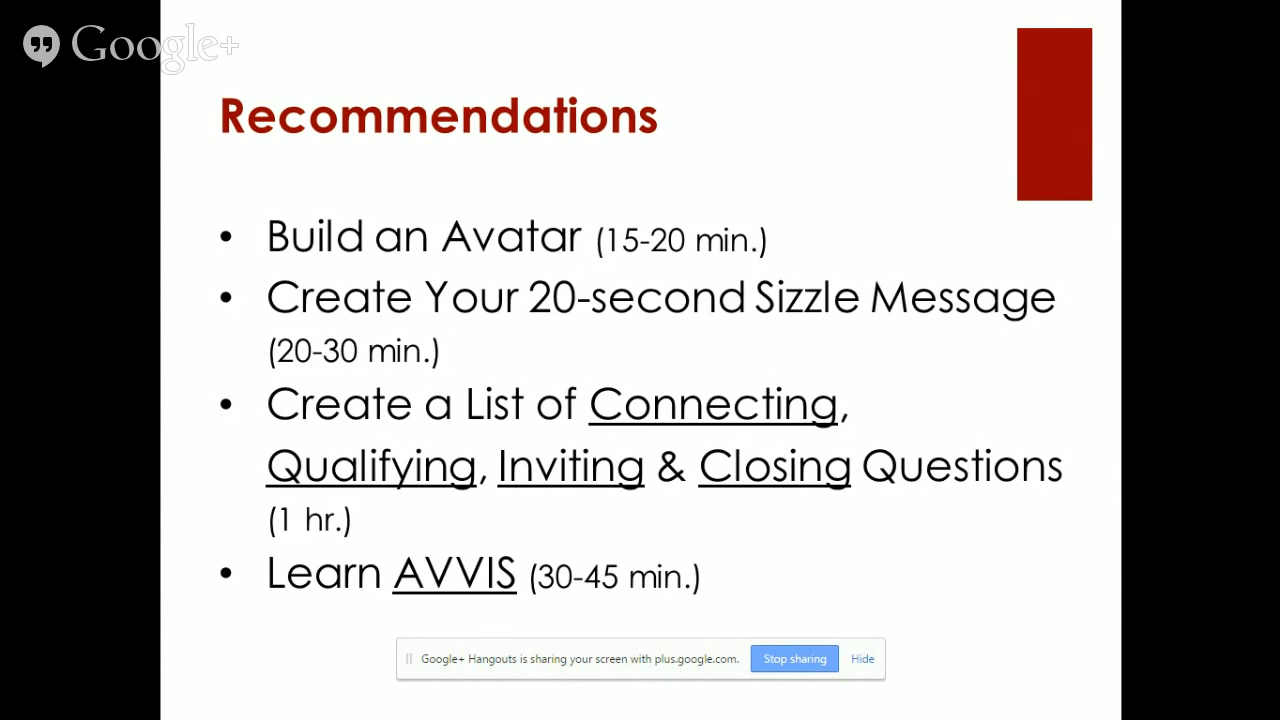 Google+
Recommendations
• Build an Avatar (15-20 min.)
• Create Your 20-second Sizzle Message
(20-30 min.)
• Create a List of Connecting,
Qualifying, Inviting & Closing Questions
(1 hr.)
• Learn AVVIS (30-45 min.)
Google+ Hangouts is sharing your screen with plus.google.com. Stop sharing Hide